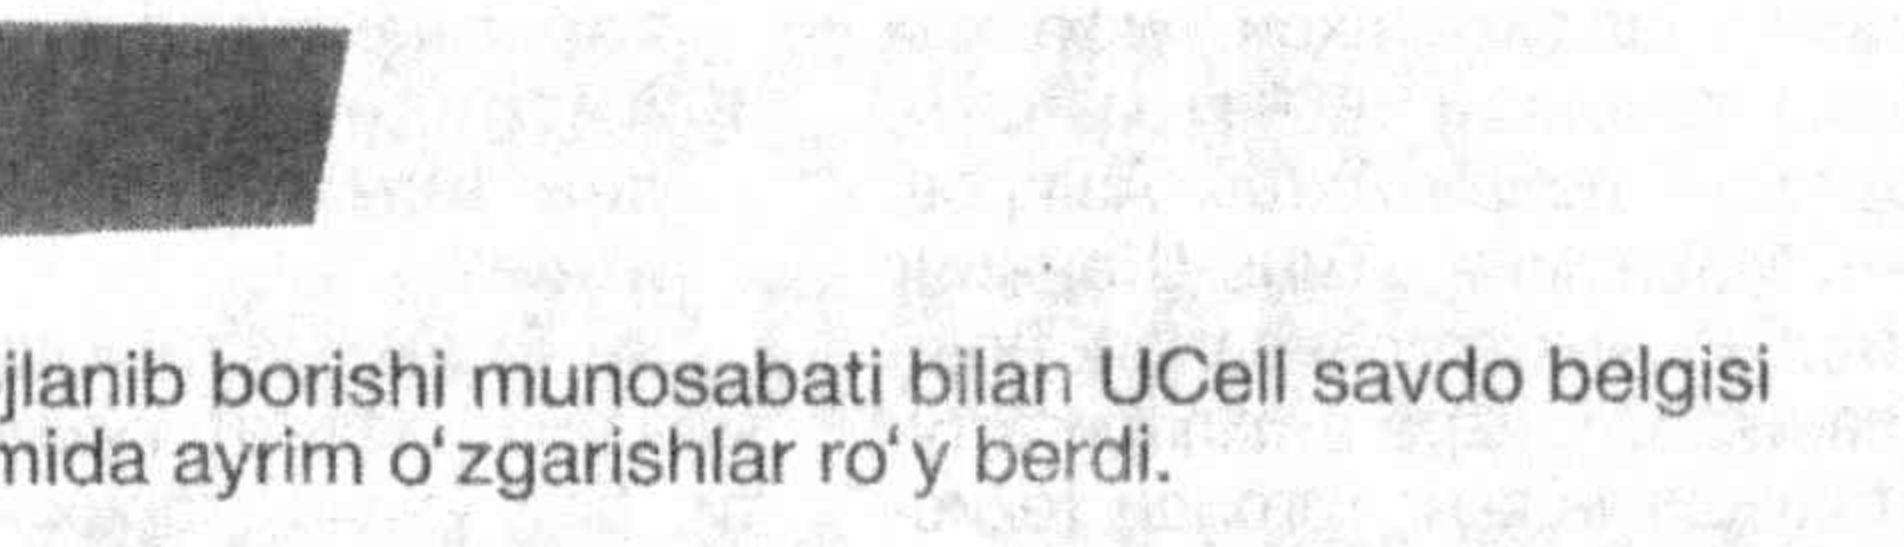 jlanib borishi munosabati bilan UCell savdo belgisi
mida ayrim o‘zgarishlar ro‘y berdi.